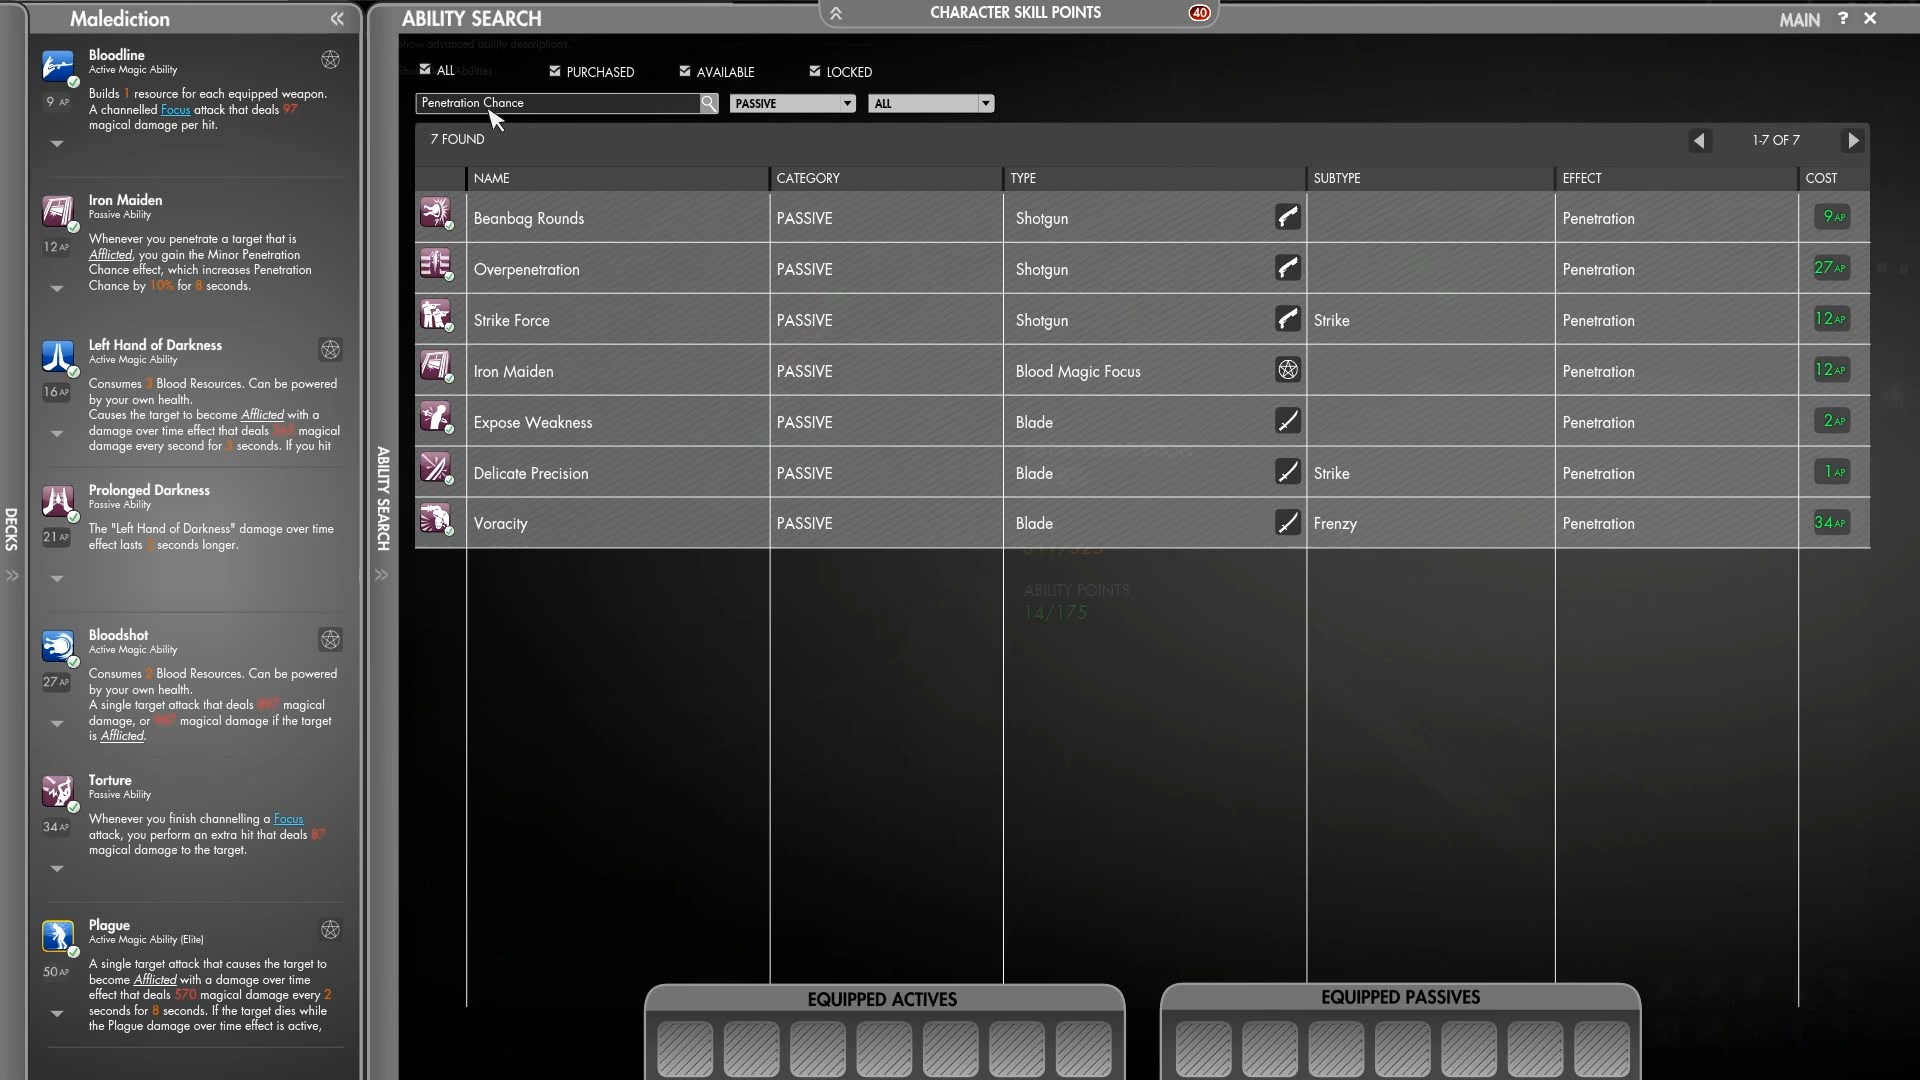 Malediction
ABILITY SEARCH
CHARACTER SKILL POINTS
40
MAIN ? ×
Bloodline
Active Magic Ability
9 AP
Builds 1 resource for each equipped weapon.
A channelled Focus attack that deals 97
magical damage per hit.
Iron Maiden
Passive Ability
12 AP
Whenever you penetrate a target that is
Afflicted, you gain the Minor Penetration
Chance effect, which increases Penetration
Chance by 10% for 8 seconds.
Left Hand of Darkness
Active Magic Ability
16 AP
Consumes 3 Blood Resources. Can be powered
by your own health.
Causes the target to become Afflicted with a
damage over time effect that deals magical
damage every second for seconds. If you hit
Prolonged Darkness
Passive Ability
21 AP
The "Left Hand of Darkness" damage over time
effect lasts seconds longer.
Bloodshot
Active Magic Ability
27 AP
Consumes 2 Blood Resources. Can be powered
by your own health.
A single target attack that deals magical
damage, or magical damage if the target
is Afflicted.
Torture
Passive Ability
34 AP
Whenever you finish channelling a Focus
attack, you perform an extra hit that deals 87
magical damage to the target.
Plague
Active Magic Ability (Elite)
50 AP
A single target attack that causes the target to
become Afflicted with a damage over time
effect that deals 570 magical damage every 2
seconds for 8 seconds. If the target dies while
the Plague damage over time effect is active,
DECKS
ABILITY SEARCH
show advanced ability descriptions.
ALL
PURCHASED
AVAILABLE
LOCKED
Penetration Chance
PASSIVE
ALL
7 FOUND
1-7 OF 7
NAME CATEGORY TYPE SUBTYPE EFFECT COST
Beanbag Rounds PASSIVE Shotgun Penetration 9 AP
Overpenetration PASSIVE Shotgun Penetration 27 AP
Strike Force PASSIVE Shotgun Strike Penetration 12 AP
Iron Maiden PASSIVE Blood Magic Focus Penetration 12 AP
Expose Weakness PASSIVE Blade Penetration 2 AP
Delicate Precision PASSIVE Blade Strike Penetration 1 AP
Voracity PASSIVE Blade Frenzy Penetration 34 AP
ABILITY POINTS
14/175
EQUIPPED ACTIVES
EQUIPPED PASSIVES